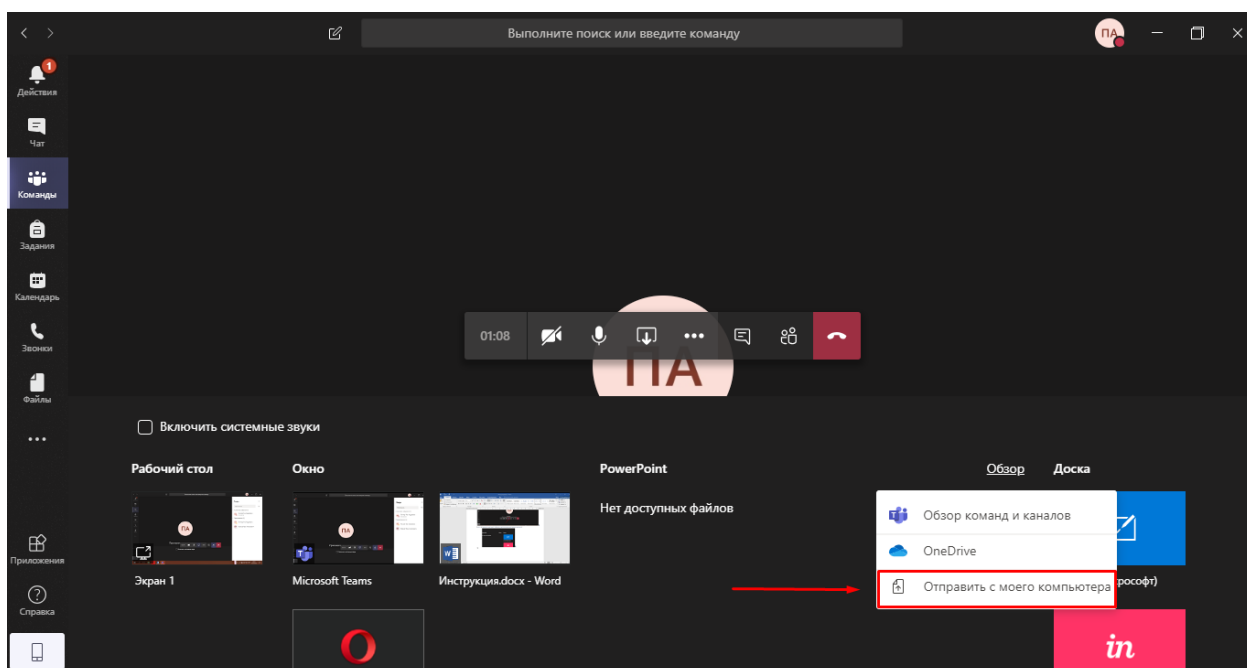 Выполните поиск или введите команду
ПА
1
Действия
Чат
Команды
Задания
Календарь
Звонки
Файлы
Приложения
Справка
01:08
ПА
Включить системные звуки
Рабочий стол
Окно
PowerPoint
Обзор
Доска
Нет доступных файлов
Обзор команд и каналов
OneDrive
Отправить с моего компьютера
Экран 1
Microsoft Teams
Инструкция.docx - Word
рософт)
in